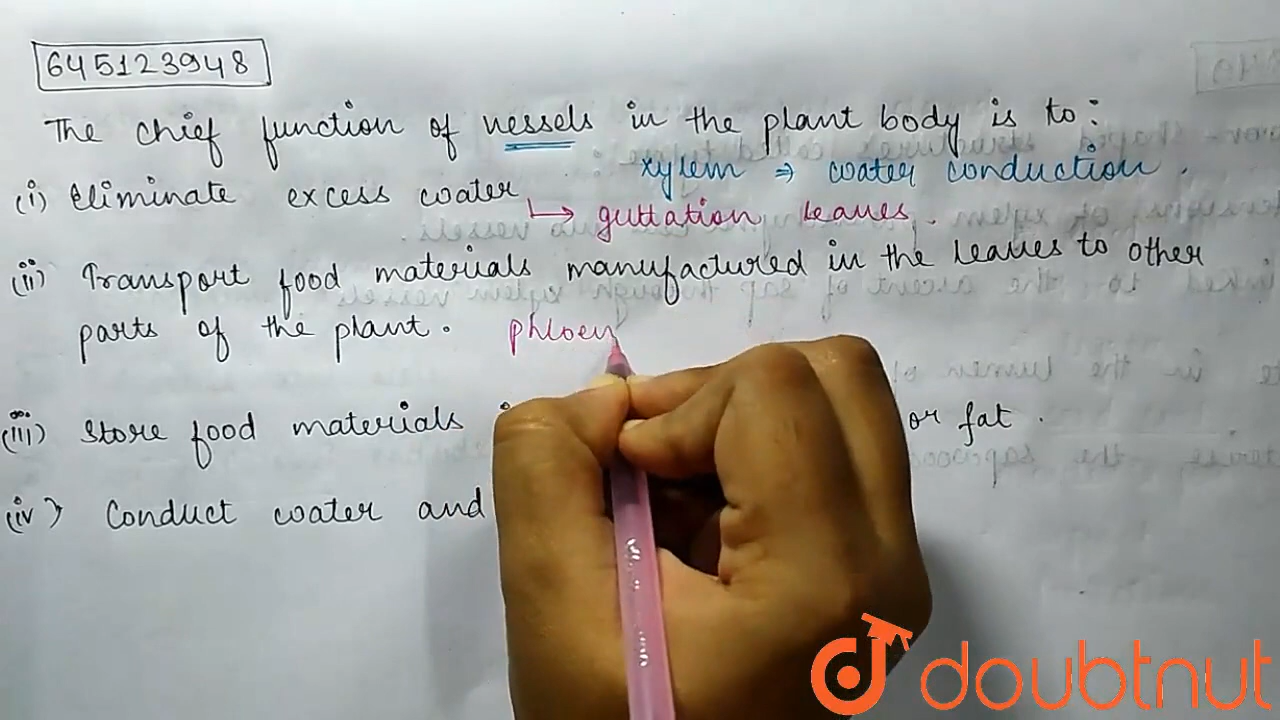 645123948
The chief function of vessels in the plant body is to:
xylem ⇒ water conduction.
(i) Eliminate excess water
↳ guttation leaves.
(ii) Transport food materials manufactured in the leaves to other
parts of the plant. Phloem
(iii) Store food materials or fat.
(iv) Conduct water and
doubtnut